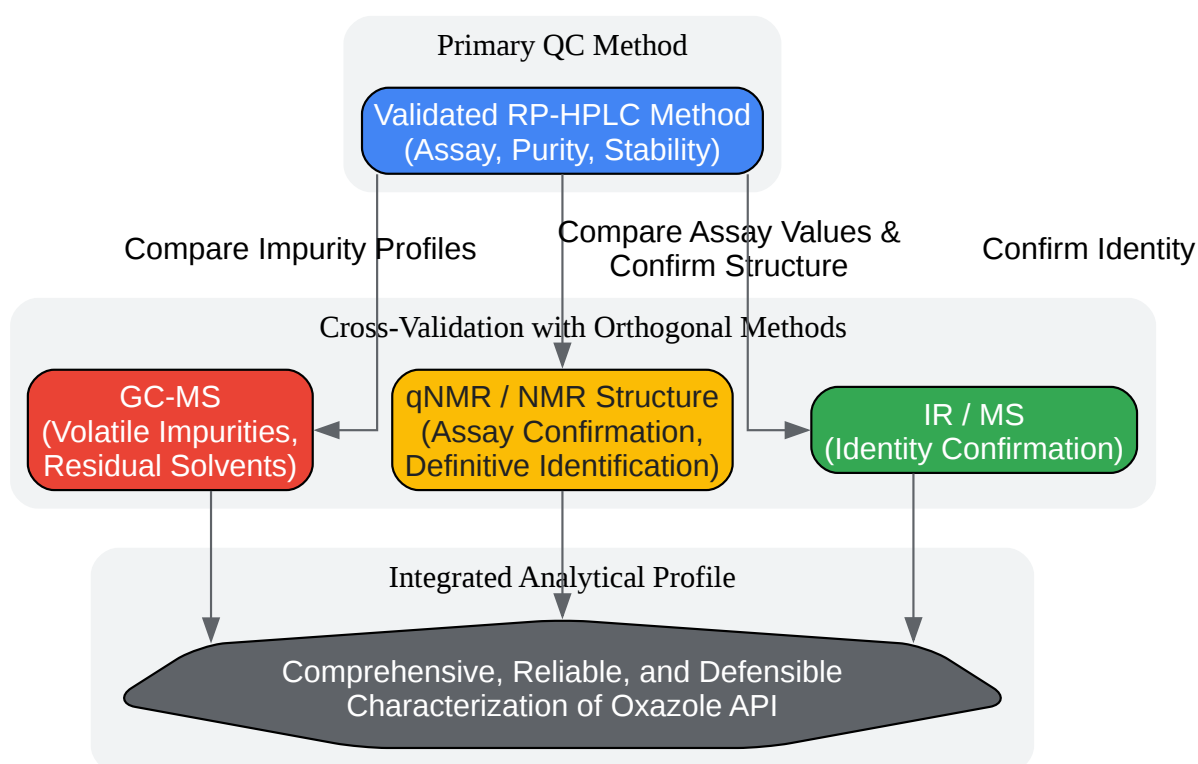 Primary QC Method
Validated RP-HPLC Method
(Assay, Purity, Stability)
Compare Impurity Profiles
Compare Assay Values &
Confirm Structure
Confirm Identity
Cross-Validation with Orthogonal Methods
GC-MS
(Volatile Impurities,
Residual Solvents)
qNMR / NMR Structure
(Assay Confirmation,
Definitive Identification)
IR / MS
(Identity Confirmation)
Integrated Analytical Profile
Comprehensive, Reliable, and Defensible
Characterization of Oxazole API